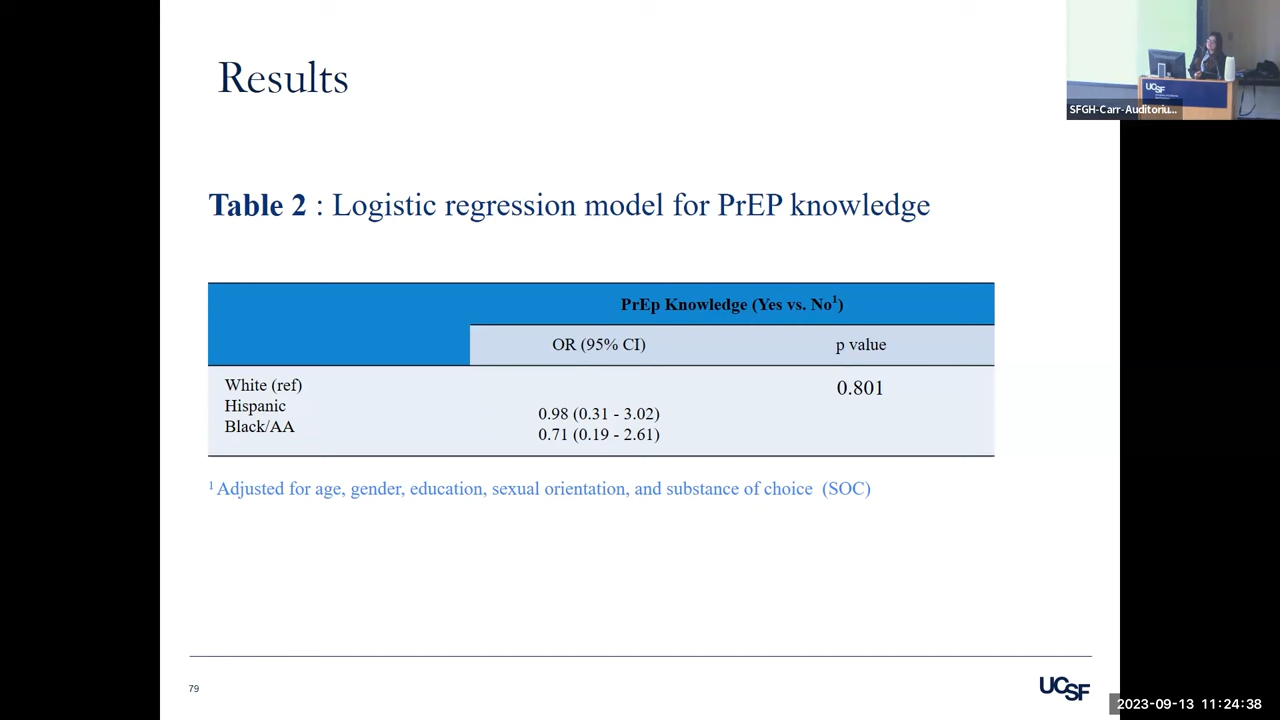 Results
UCSF
SFGH-Carr-Auditoriu...
Table 2 : Logistic regression model for PrEP knowledge
PrEp Knowledge (Yes vs. No¹)
OR (95% CI) p value
White (ref) 0.801
Hispanic 0.98 (0.31 - 3.02)
Black/AA 0.71 (0.19 - 2.61)
¹ Adjusted for age, gender, education, sexual orientation, and substance of choice (SOC)
79
UCSF
2023-09-13 11:24:38